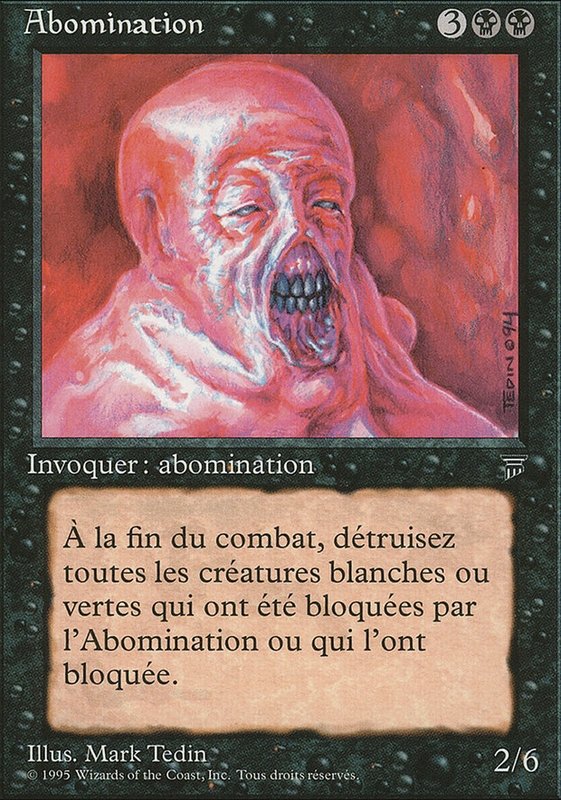 Abomination 3
TEDIN © 94
Invoquer : abomination
À la fin du combat, détruisez
toutes les créatures blanches ou
vertes qui ont été bloquées par
l'Abomination ou qui l'ont
bloquée.
Illus. Mark Tedin
2/6
© 1995 Wizards of the Coast, Inc. Tous droits réservés.